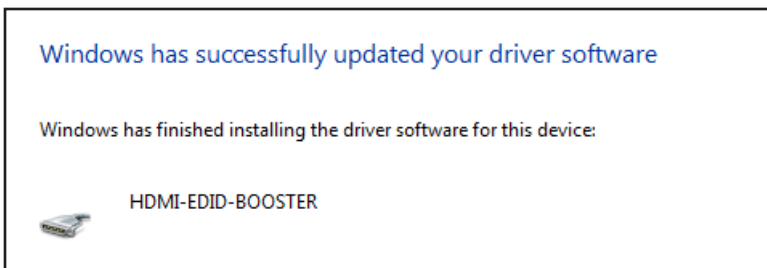 Windows has successfully updated your driver software
Windows has finished installing the driver software for this device:
HDMI-EDID-BOOSTER